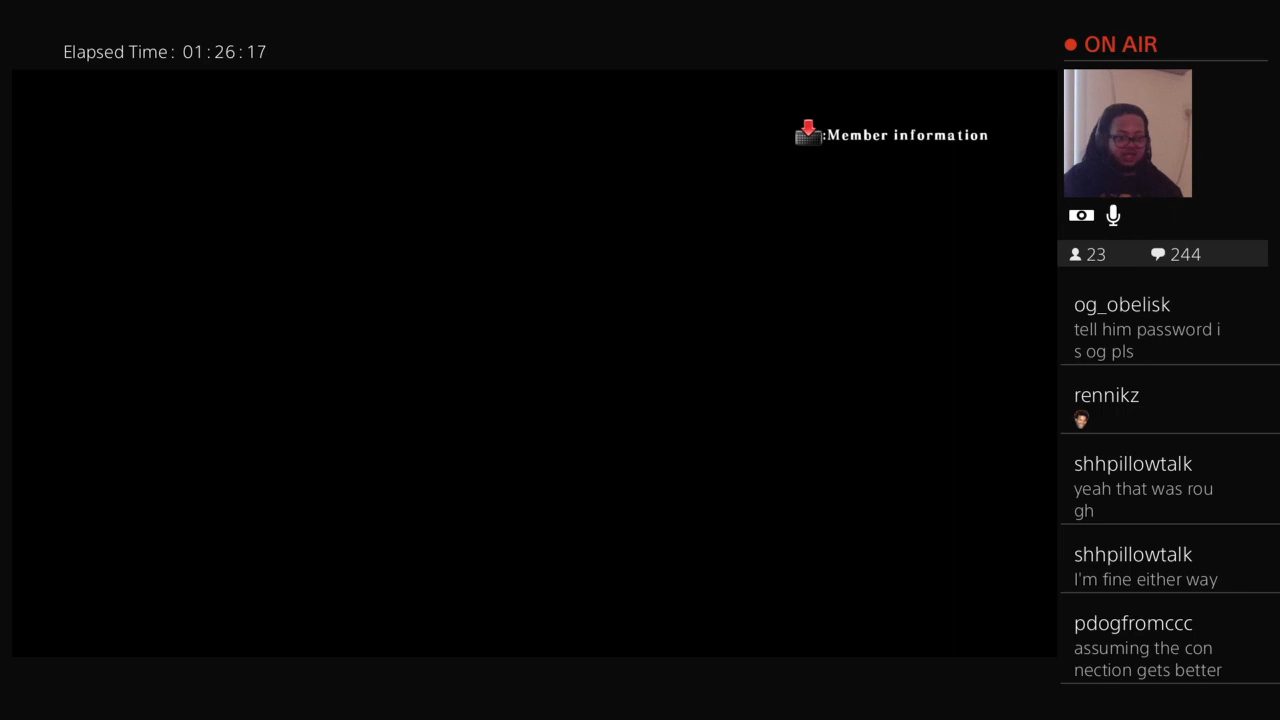 Elapsed Time: 01:26:17
ON AIR
:Member information
23 244
og_obelisk
tell him password i
s og pls
rennikz
shhpillowtalk
yeah that was rou
gh
shhpillowtalk
I'm fine either way
pdogfromccc
assuming the con
nection gets better